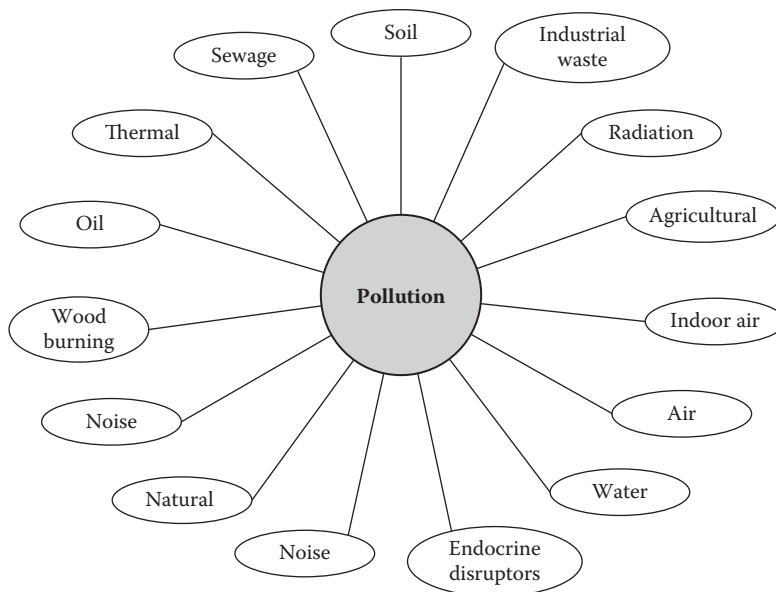 Soil
Industrial
waste
Sewage
Thermal
Radiation
Oil
Agricultural
Pollution
Wood
burning
Indoor air
Noise
Air
Natural
Water
Noise
Endocrine
disruptors